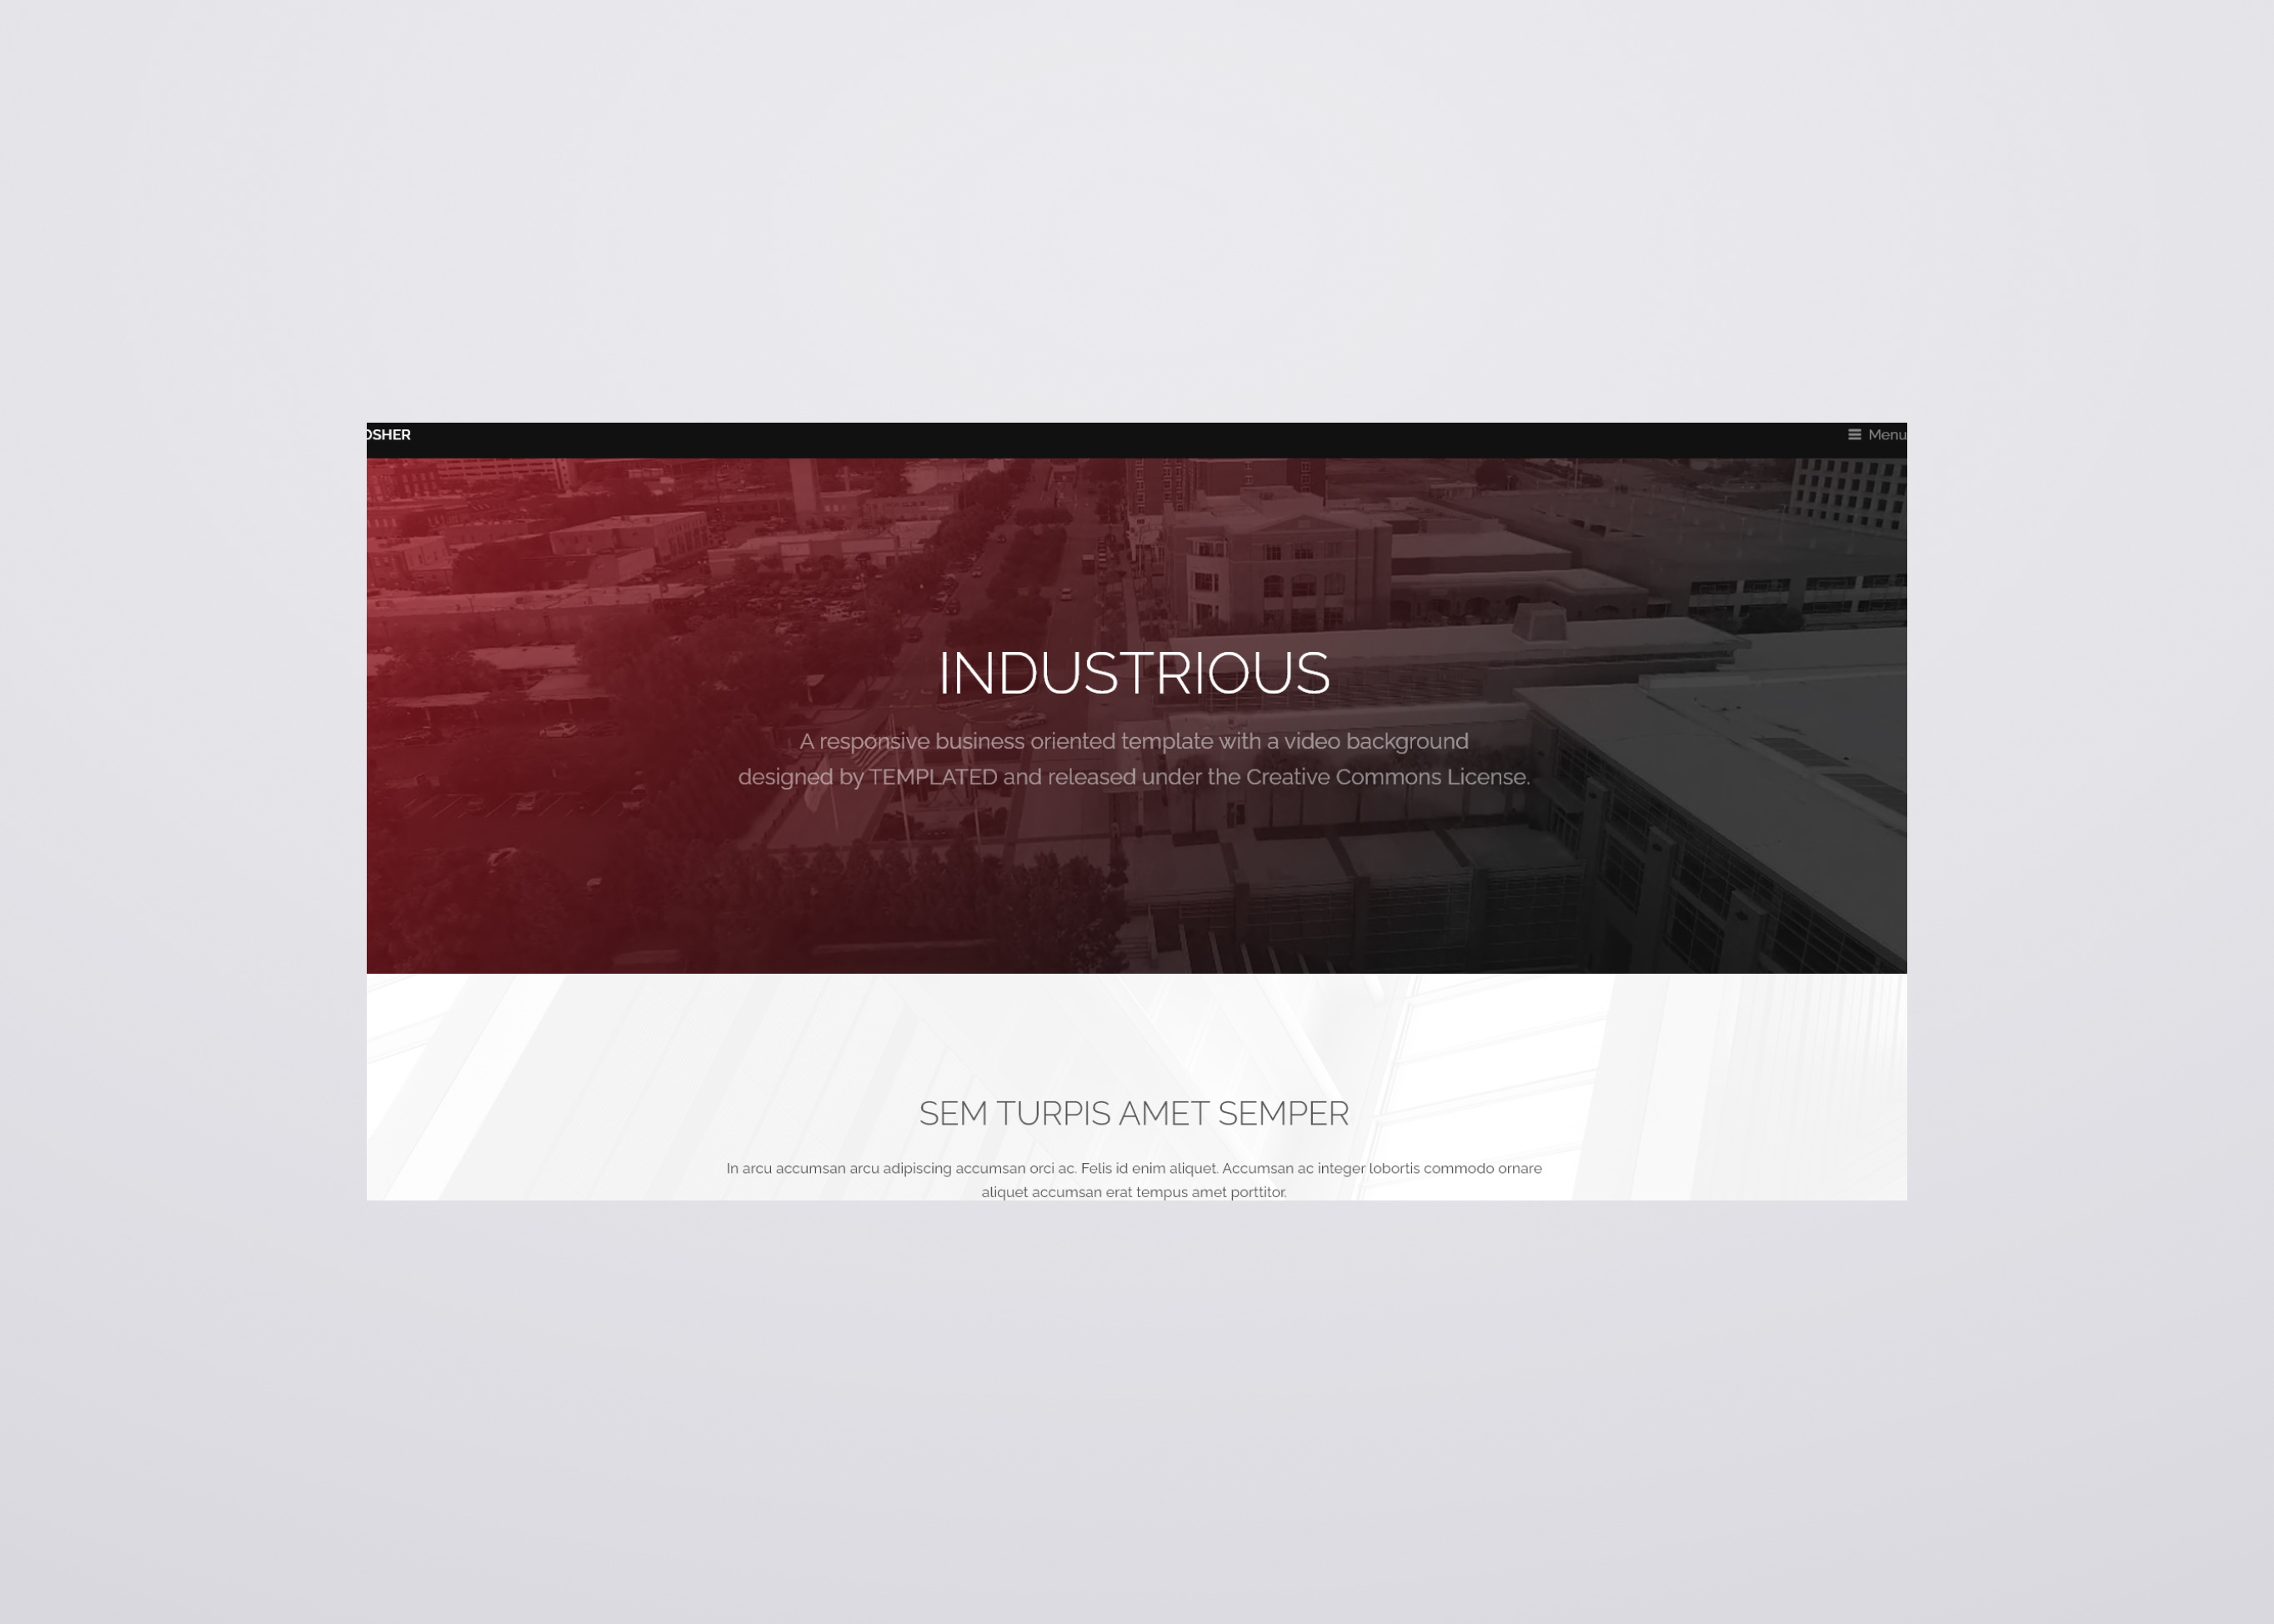 OSHER
Menu
INDUSTRIOUS
A responsive business oriented template with a video background
designed by TEMPLATED and released under the Creative Commons License.
SEM TURPIS AMET SEMPER
In arcu accumsan arcu adipiscing accumsan orci ac. Felis id enim aliquet. Accumsan ac integer lobortis commodo ornare
aliquet accumsan erat tempus amet porttitor.